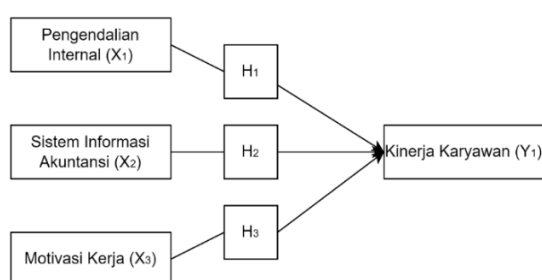 Pengendalian
Internal (X₁)
H₁
Sistem Informasi
Akuntansi (X₂)
H₂
Kinerja Karyawan (Y₁)
H₃
Motivasi Kerja (X₃)